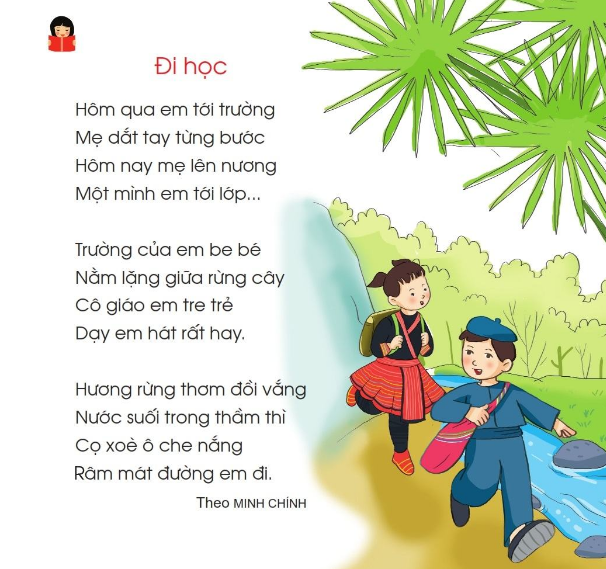 Đi học
Hôm qua em tới trường
Mẹ dắt tay từng bước
Hôm nay mẹ lên nương
Một mình em tới lớp...
Trường của em be bé
Nằm lặng giữa rừng cây
Cô giáo em tre trẻ
Dạy em hát rất hay.
Hương rừng thơm đồi vắng
Nước suối trong thầm thì
Cọ xoè ô che nắng
Râm mát đường em đi.
Theo MINH CHÍNH